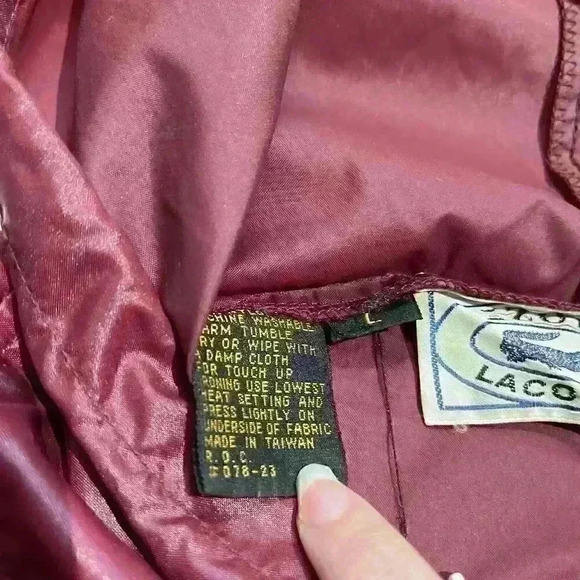 SHINE WASHABLE
ARM TUMBLE
RY OR WIPE WITH
A DAMP CLOTH
FOR TOUCH UP
RONING USE LOWEST
HEAT SETTING AND
PRESS LIGHTLY ON
UNDERSIDE OF FABRIC
MADE IN TAIWAN
R.O.C.
#078-23
L
LACO